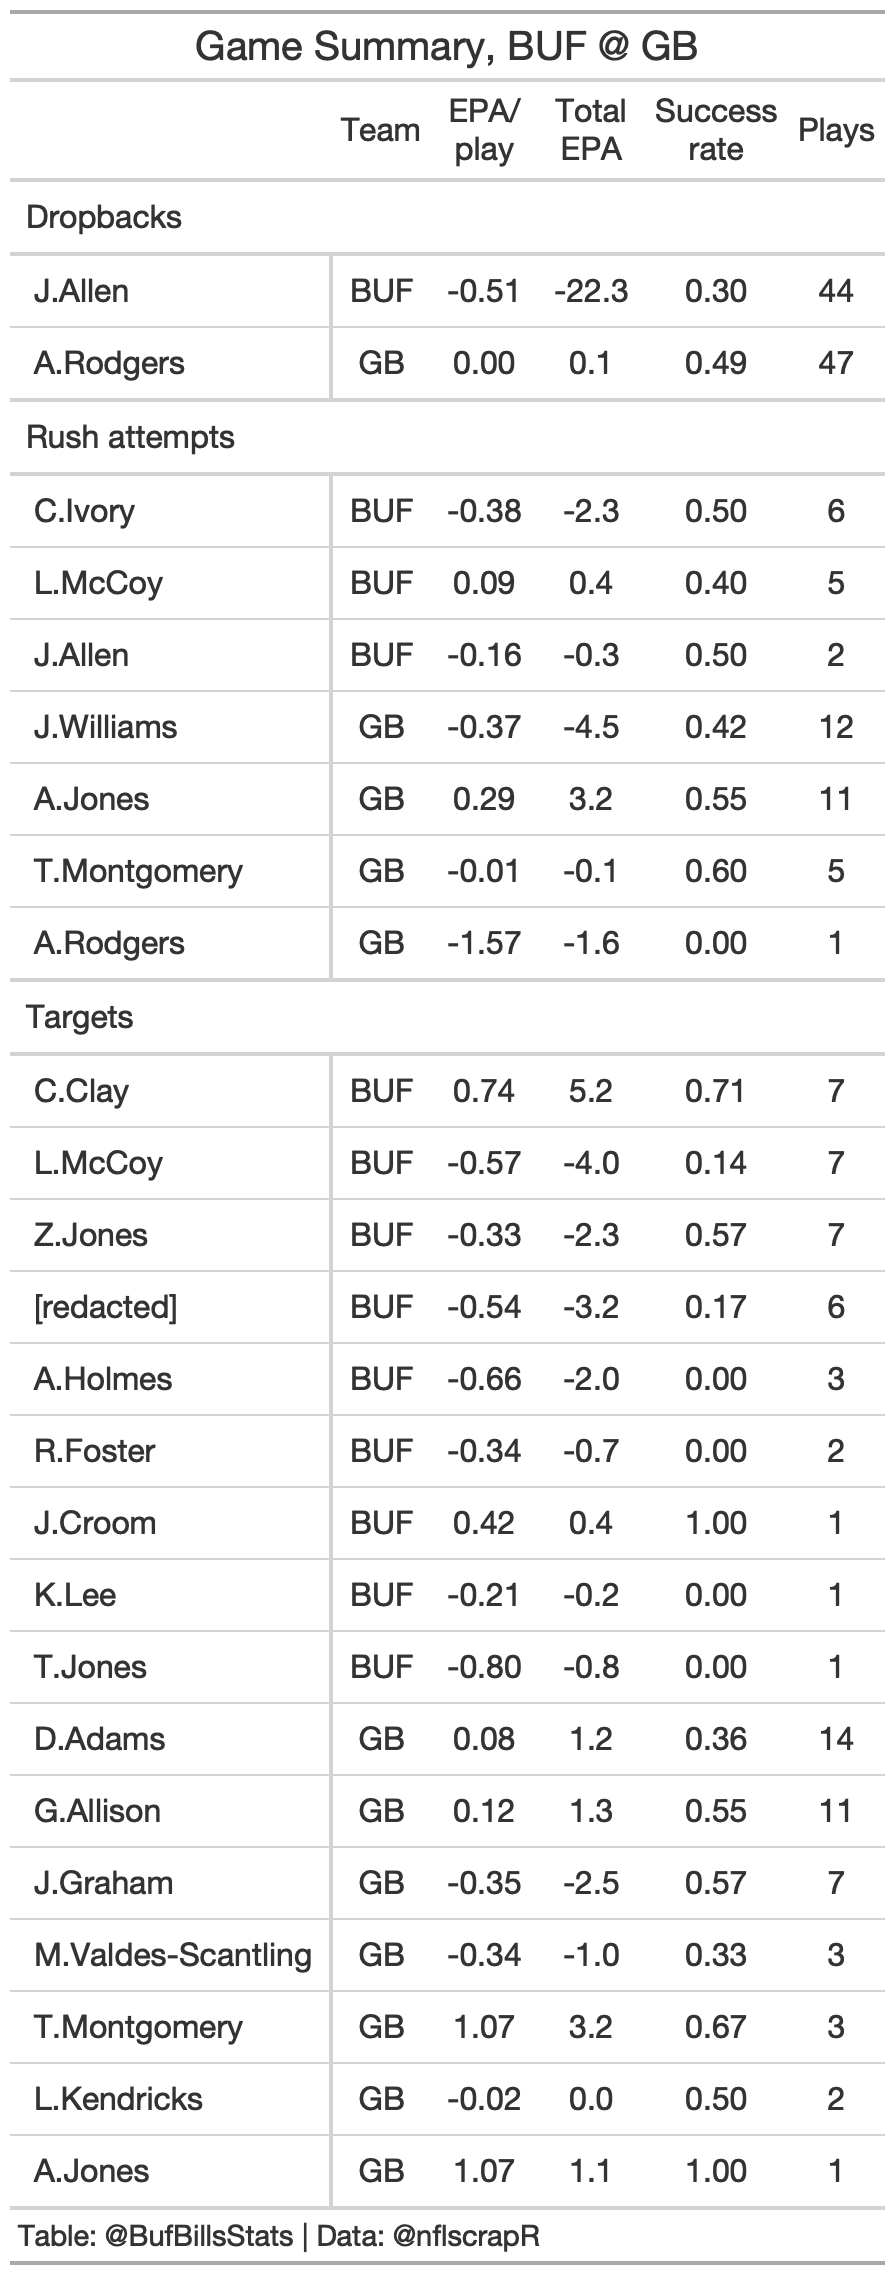 Game Summary, BUF @ GB
Team EPA/ play Total EPA Success rate Plays
Dropbacks
J.Allen BUF -0.51 -22.3 0.30 44
A.Rodgers GB 0.00 0.1 0.49 47
Rush attempts
C.Ivory BUF -0.38 -2.3 0.50 6
L.McCoy BUF 0.09 0.4 0.40 5
J.Allen BUF -0.16 -0.3 0.50 2
J.Williams GB -0.37 -4.5 0.42 12
A.Jones GB 0.29 3.2 0.55 11
T.Montgomery GB -0.01 -0.1 0.60 5
A.Rodgers GB -1.57 -1.6 0.00 1
Targets
C.Clay BUF 0.74 5.2 0.71 7
L.McCoy BUF -0.57 -4.0 0.14 7
Z.Jones BUF -0.33 -2.3 0.57 7
[redacted] BUF -0.54 -3.2 0.17 6
A.Holmes BUF -0.66 -2.0 0.00 3
R.Foster BUF -0.34 -0.7 0.00 2
J.Croom BUF 0.42 0.4 1.00 1
K.Lee BUF -0.21 -0.2 0.00 1
T.Jones BUF -0.80 -0.8 0.00 1
D.Adams GB 0.08 1.2 0.36 14
G.Allison GB 0.12 1.3 0.55 11
J.Graham GB -0.35 -2.5 0.57 7
M.Valdes-Scantling GB -0.34 -1.0 0.33 3
T.Montgomery GB 1.07 3.2 0.67 3
L.Kendricks GB -0.02 0.0 0.50 2
A.Jones GB 1.07 1.1 1.00 1
Table: @BufBillsStats | Data: @nflscrapR